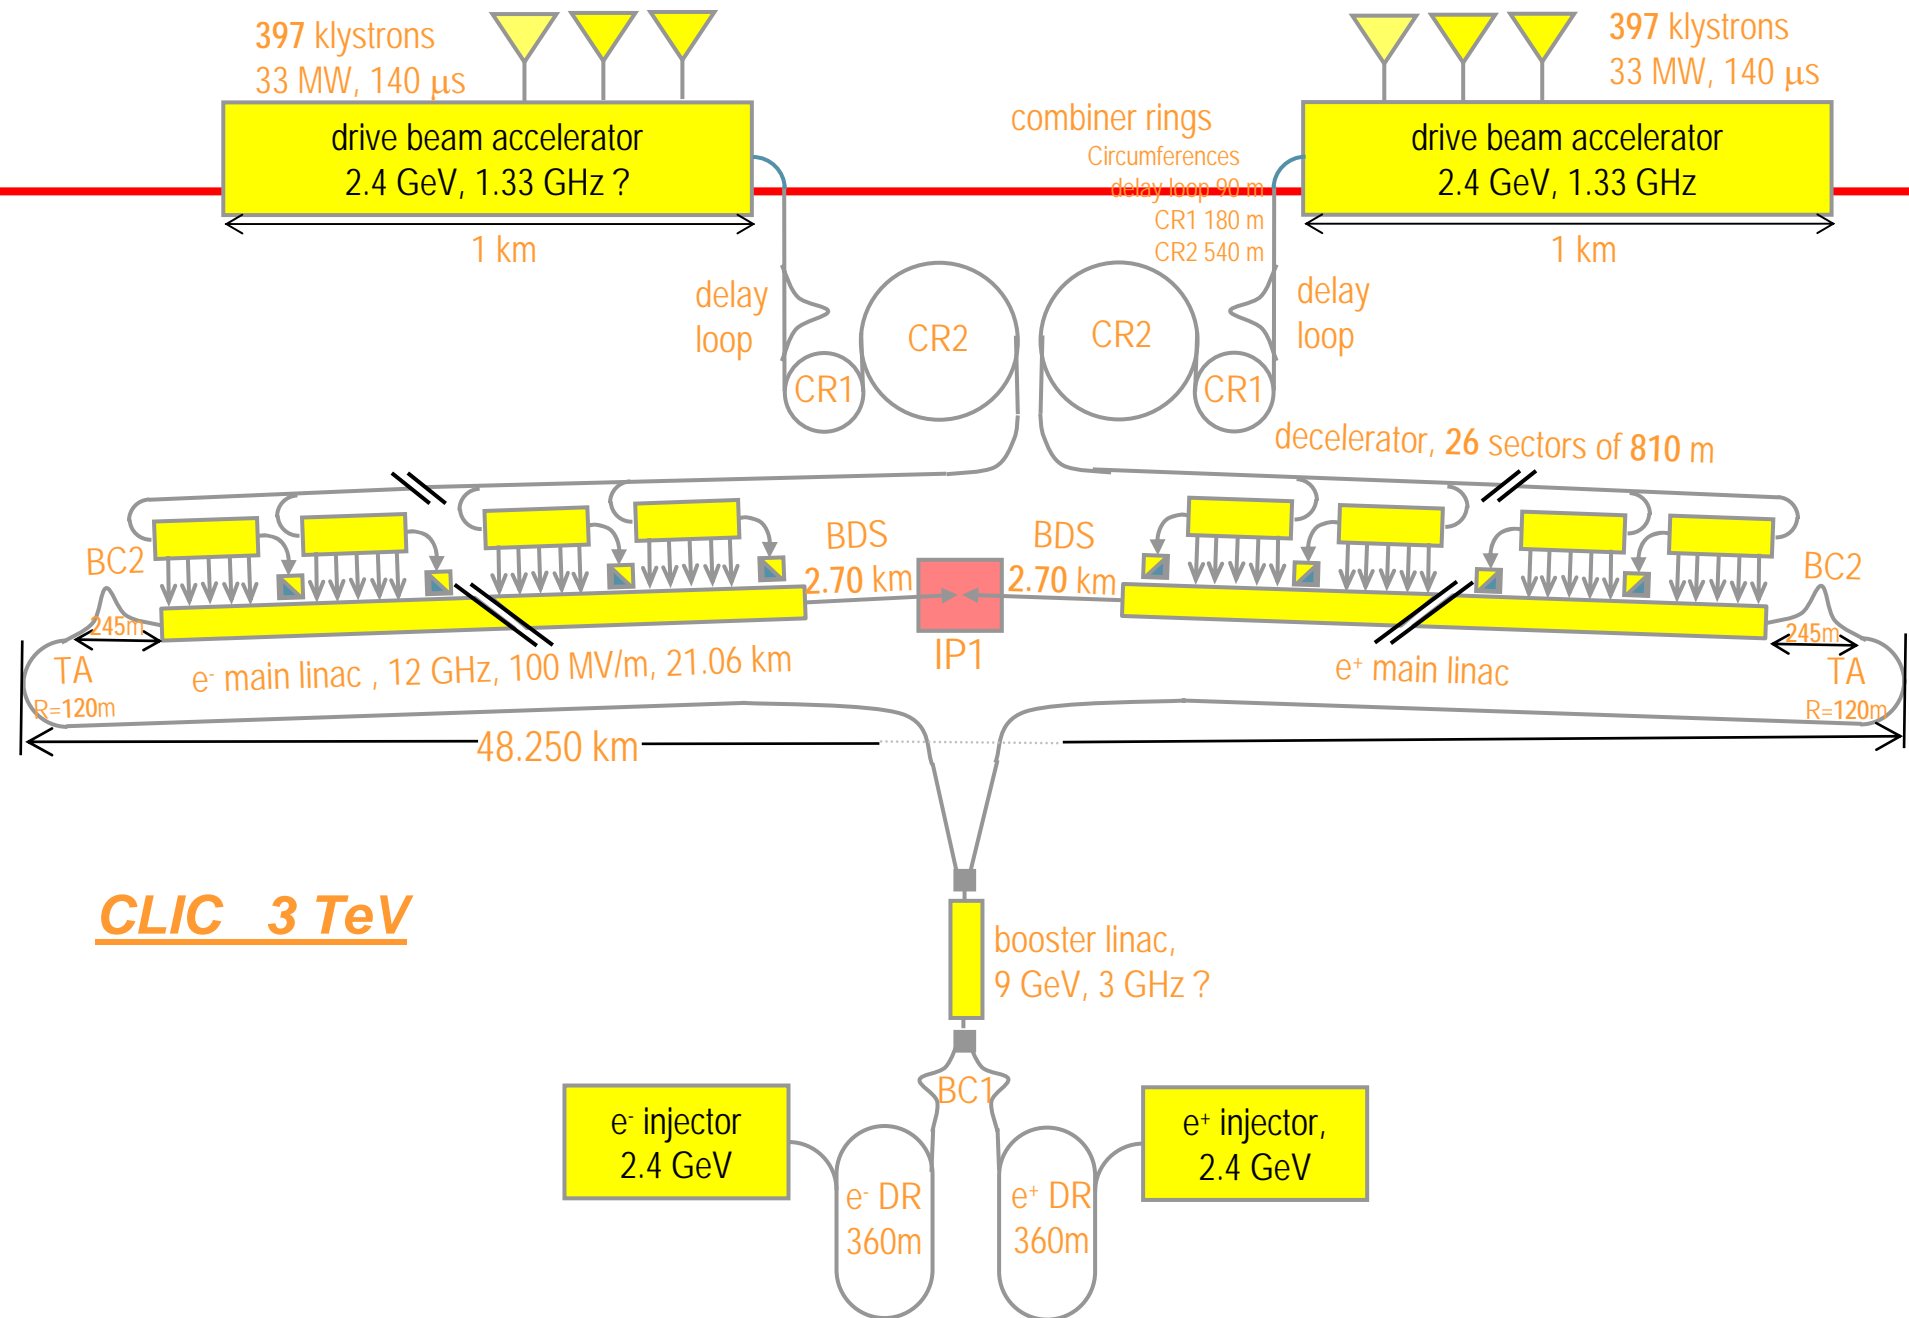 397 klystrons
33 MW, 140 μs
397 klystrons
33 MW, 140 μs
drive beam accelerator
2.4 GeV, 1.33 GHz ?
combiner rings
Circumferences
delay loop 90 m
CR1 180 m
CR2 540 m
drive beam accelerator
2.4 GeV, 1.33 GHz
1 km
1 km
delay
loop
CR2
CR2
delay
loop
CR1
CR1
decelerator, 26 sectors of 810 m
BC2
BDS
2.70 km
BDS
2.70 km
BC2
245m
245m
TA
R=120m
e- main linac , 12 GHz, 100 MV/m, 21.06 km
IP1
e+ main linac
TA
R=120m
48.250 km
CLIC 3 TeV
booster linac,
9 GeV, 3 GHz ?
BC1
e- injector
2.4 GeV
e+ injector,
2.4 GeV
e- DR
360m
e+ DR
360m